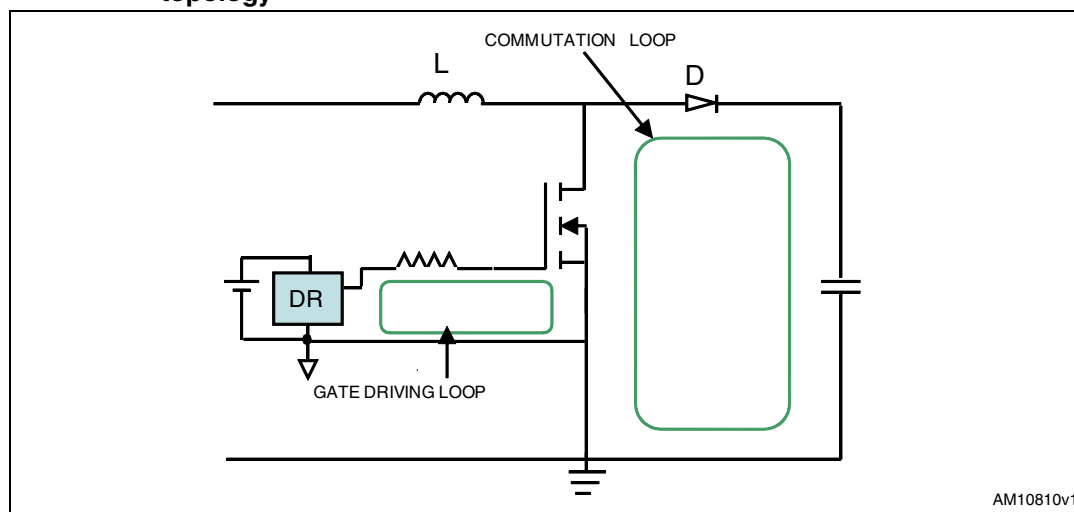 topology
COMMUTATION LOOP
L
D
DR
GATE DRIVING LOOP
AM10810v1